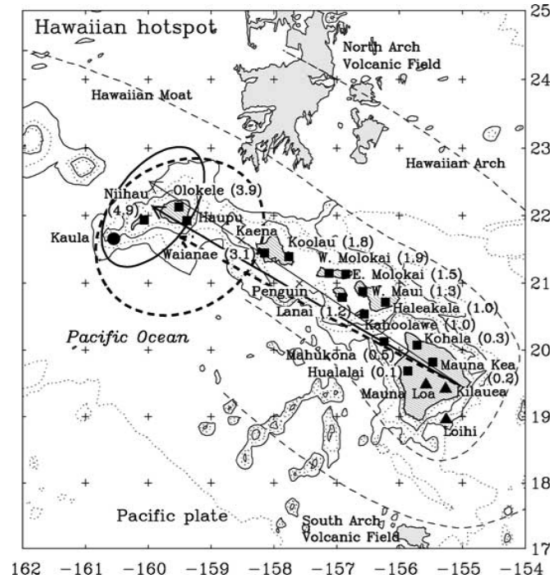 Hawaiian hotspot
North Arch
Volcanic Field
Hawaiian Moat
Hawaiian Arch
Niihau
(4.9)
Olokele (3.9)
Haupu
Kaula
Kaena
Waianae (3.1)
Koolau (1.8)
W. Molokai (1.9)
E. Molokai (1.5)
W. Maui (1.3)
Penguin
Haleakala (1.0)
Lanai (1.2)
Kahoolawe (1.0)
Pacific Ocean
Kohala (0.3)
Mahukona (0.5)
Mauna Kea
(0.2)
Hualalai (0.1)
Mauna Loa
Kilauea
Loihi
Pacific plate
South Arch
Volcanic Field
25
24
23
22
21
20
19
18
17
162 -161 -160 -159 -158 -157 -156 -155 -154